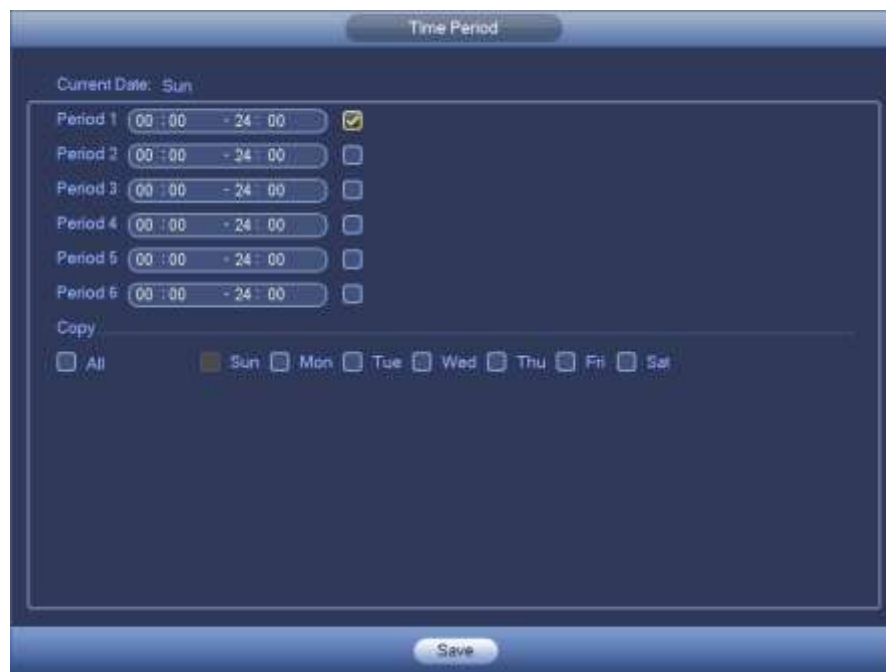 Time Period
Current Date: Sun
Period 1 00 : 00 - 24 : 00
Period 2 00 : 00 - 24 : 00
Period 3 00 : 00 - 24 : 00
Period 4 00 : 00 - 24 : 00
Period 5 00 : 00 - 24 : 00
Period 6 00 : 00 - 24 : 00
Copy
All Sun Mon Tue Wed Thu Fri Sat
Save